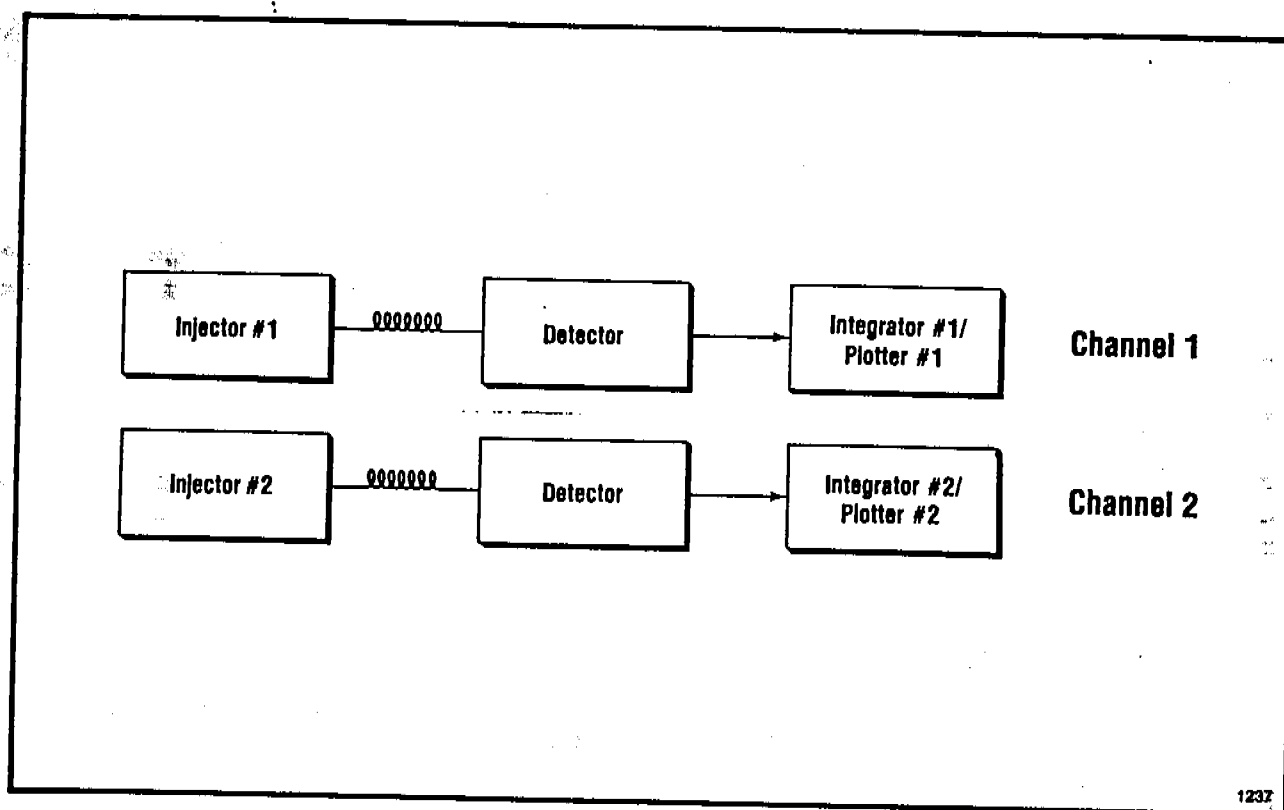 Injector #1
Detector
Integrator #1/
Plotter #1
Channel 1
Injector #2
Detector
Integrator #2/
Plotter #2
Channel 2
1237